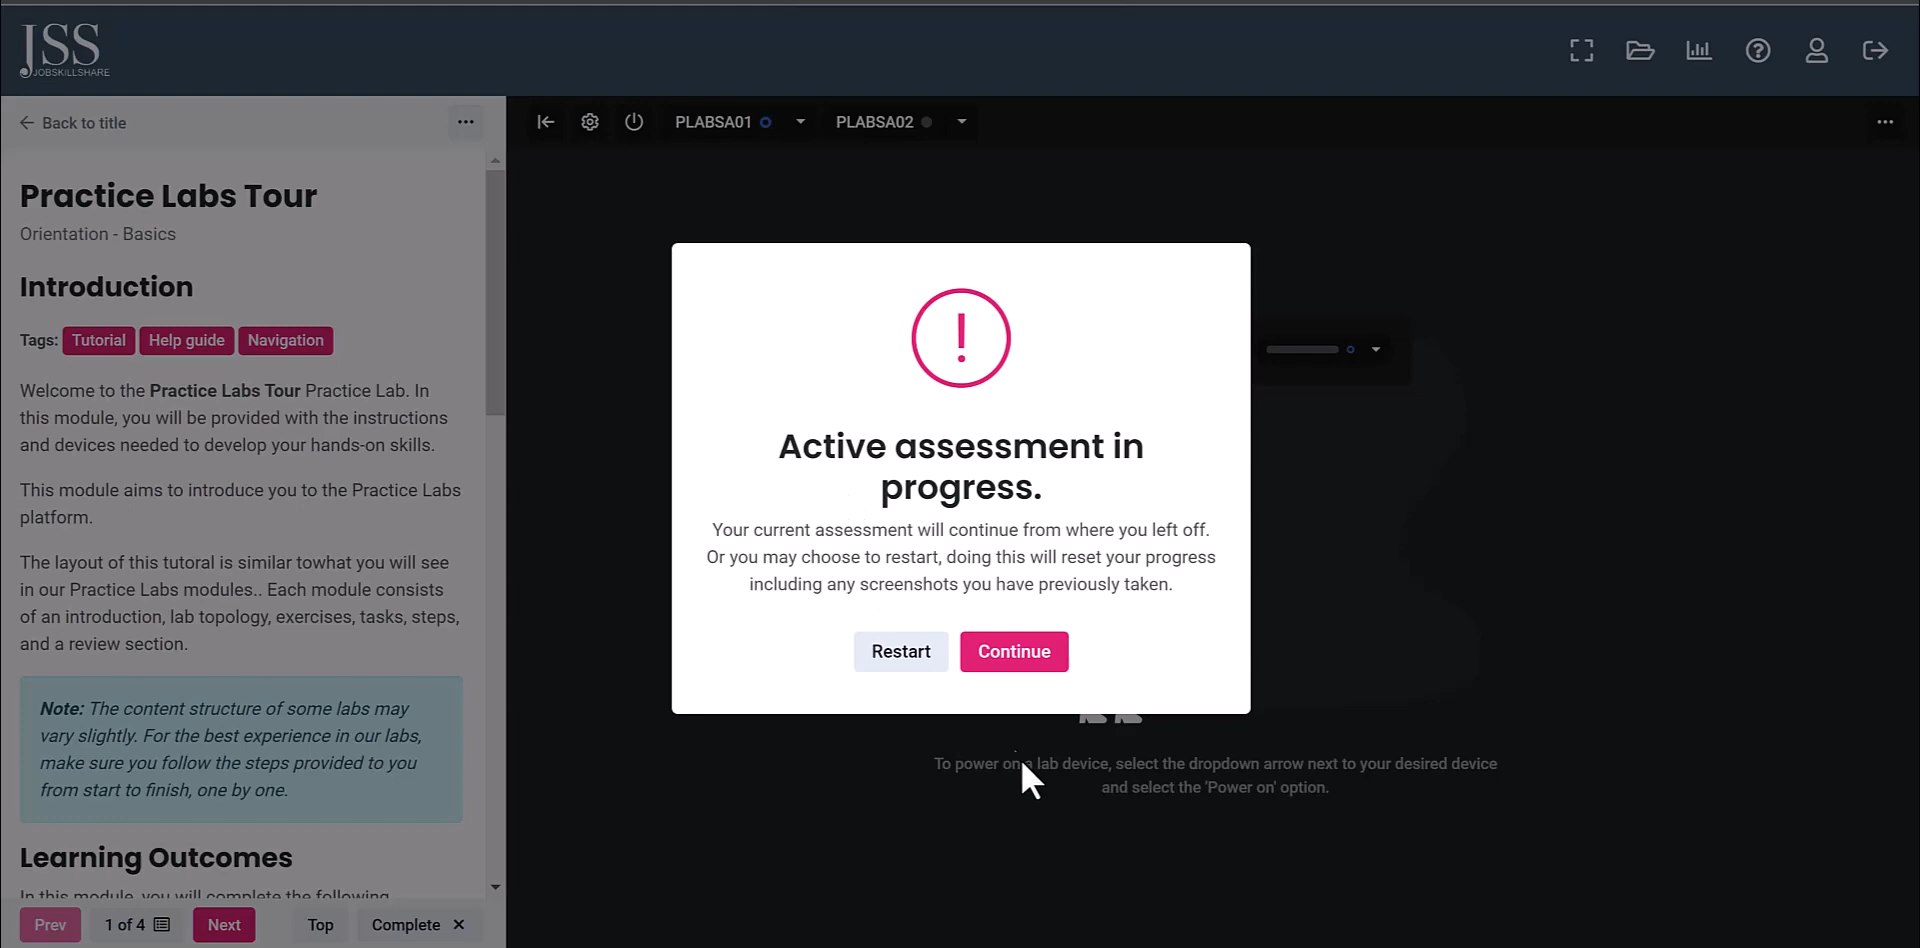 JSS
JOBSKILLSHARE
Back to title
PLABSA01
PLABSA02
Practice Labs Tour
Orientation - Basics
Introduction
Tags: Tutorial Help guide Navigation
Welcome to the Practice Labs Tour Practice Lab. In
this module, you will be provided with the instructions
and devices needed to develop your hands-on skills.
This module aims to introduce you to the Practice Labs
platform.
The layout of this tutoral is similar towhat you will see
in our Practice Labs modules.. Each module consists
of an introduction, lab topology, exercises, tasks, steps,
and a review section.
Note: The content structure of some labs may
vary slightly. For the best experience in our labs,
make sure you follow the steps provided to you
from start to finish, one by one.
Learning Outcomes
In this module, you will complete the following
Prev 1 of 4 Next Top Complete
Active assessment in
progress.
Your current assessment will continue from where you left off.
Or you may choose to restart, doing this will reset your progress
including any screenshots you have previously taken.
Restart Continue
To power on a lab device, select the dropdown arrow next to your desired device
and select the 'Power on' option.